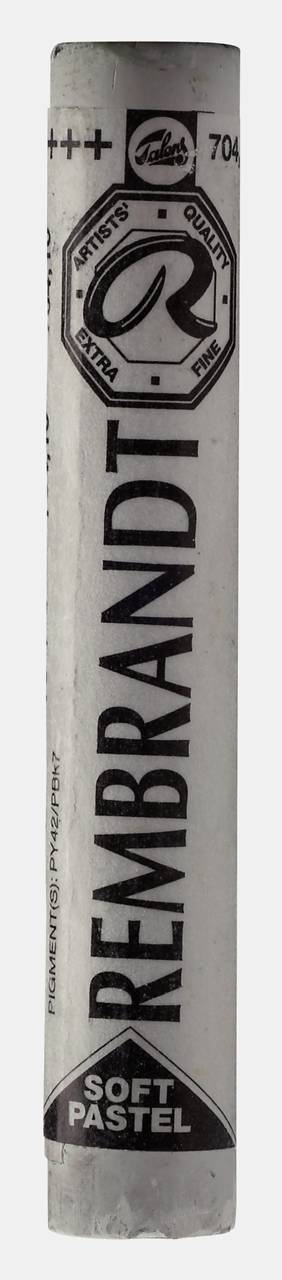 +++
Talens
704,
ARTISTS' QUALITY
EXTRA FINE
REMBRANDT
PIGMENT(S): PY42/PBk7
SOFT
PASTEL